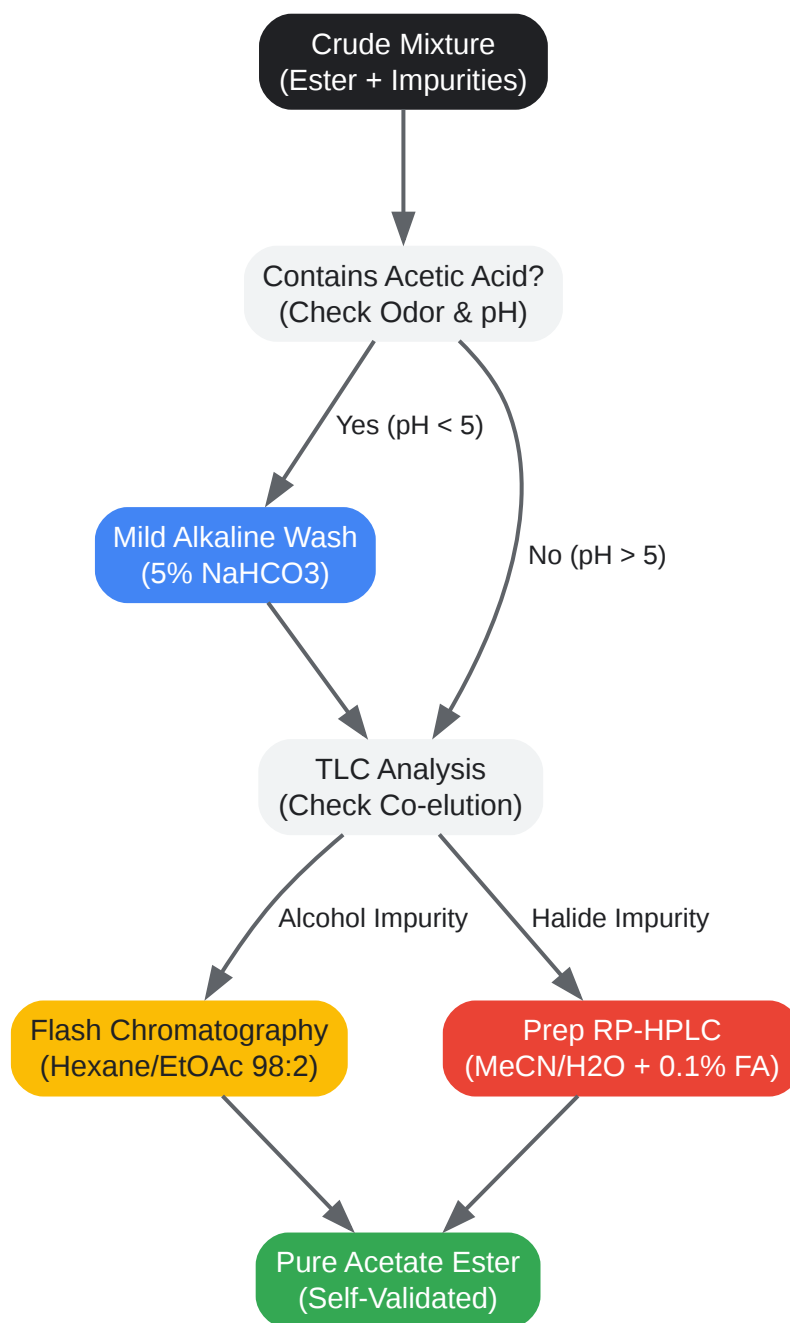 Crude Mixture
(Ester + Impurities)
Contains Acetic Acid?
(Check Odor & pH)
Yes (pH < 5)
Mild Alkaline Wash
(5% NaHCO3)
No (pH > 5)
TLC Analysis
(Check Co-elution)
Alcohol Impurity
Halide Impurity
Flash Chromatography
(Hexane/EtOAc 98:2)
Prep RP-HPLC
(MeCN/H2O + 0.1% FA)
Pure Acetate Ester
(Self-Validated)